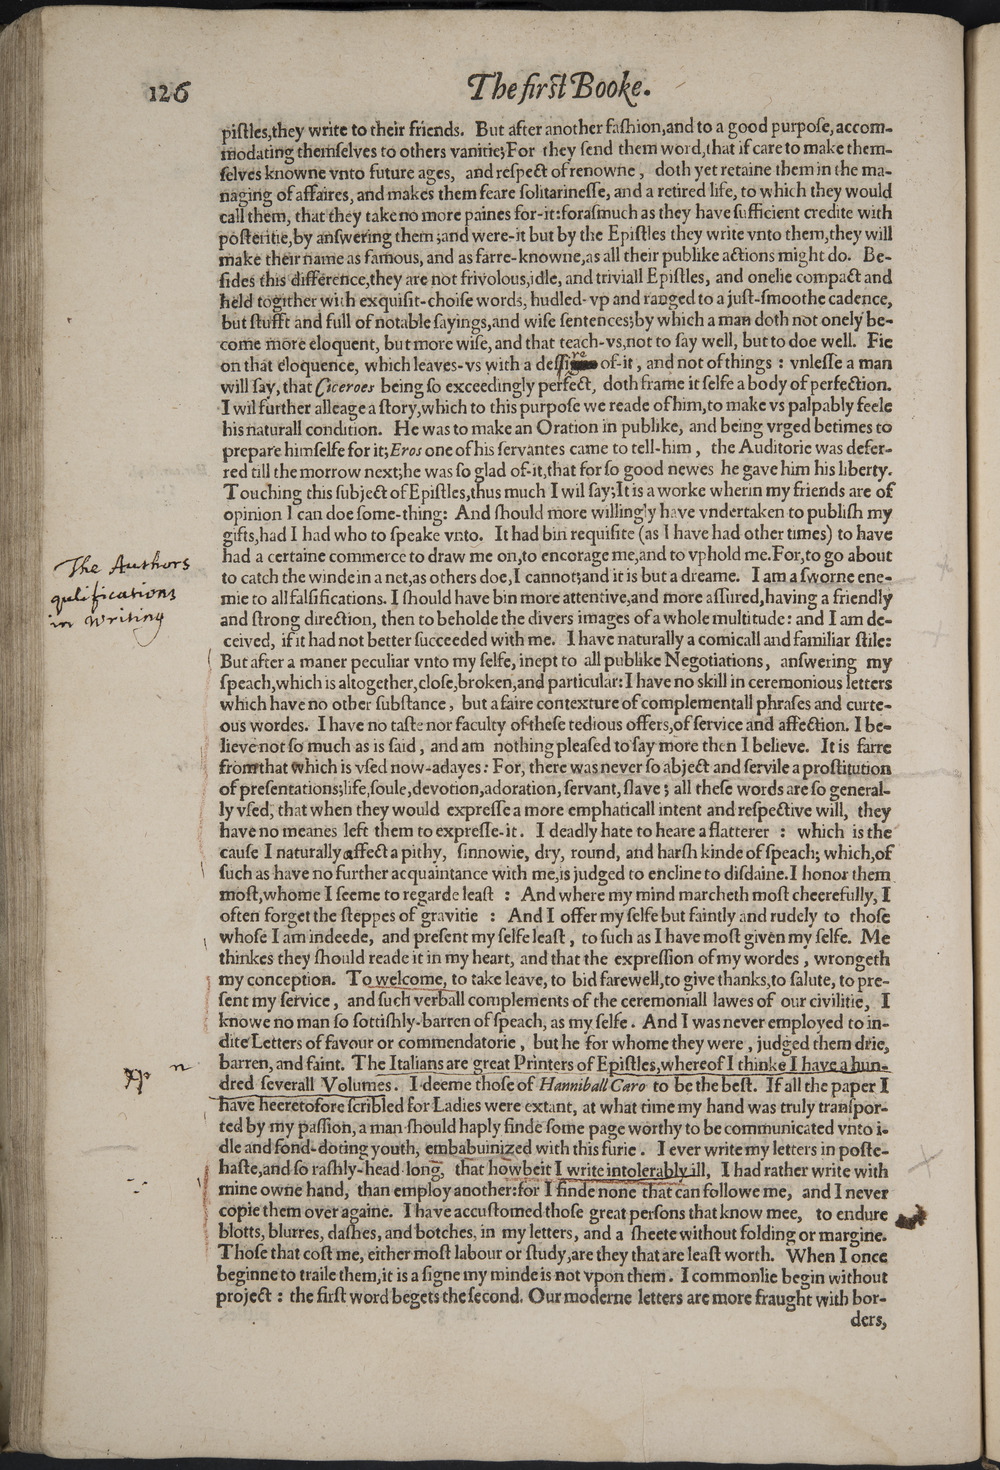 126
The firſt Booke.
piſtles,they write to their friends. But after another faſhion,and to a good purpoſe,accom-
modating themſelves to others vanitie;For they ſend them word,that if care to make them-
ſelves knowne vnto future ages, and reſpect of renowne, doth yet retaine them in the ma-
naging of affaires, and makes them feare ſolitarineſſe, and a retired life, to which they would
call them, that they take no more paines for-it:foraſmuch as they have ſufficient credite with
poſteritie,by anſwering them;and were-it but by the Epiſtles they write vnto them,they will
make their name as famous, and as farre-knowne,as all their publike actions might do. Be-
ſides this difference,they are not frivolous,idle, and triviall Epiſtles, and onelie compact and
held togither with exquiſit-choiſe words, hudled-vp and ranged to a juſt-ſmoothe cadence,
but ſtufft and full of notable ſayings,and wiſe ſentences;by which a man doth not onely be-
come more eloquent, but more wiſe, and that teach-vs,not to ſay well, but to doe well. Fie
on that eloquence, which leaves-vs with a deſſire of-it, and not of things : vnleſſe a man
will ſay, that Ciceroes being ſo exceedingly perfect, doth frame it ſelfe a body of perfection.
I wil further alleage a ſtory,which to this purpoſe we reade of him,to make vs palpably feele
his naturall condition. He was to make an Oration in publike, and being vrged betimes to
prepare himſelfe for it;Eros one of his ſervantes came to tell-him, the Auditorie was defer-
red till the morrow next;he was ſo glad of-it,that for ſo good newes he gave him his liberty.
Touching this ſubject of Epiſtles,thus much I wil ſay;It is a worke wherin my friends are of
opinion I can doe ſome-thing: And ſhould more willingly have vndertaken to publiſh my
gifts,had I had who to ſpeake vnto. It had bin requiſite (as I have had other times) to have
had a certaine commerce to draw me on,to encorage me,and to vphold me.For,to go about
to catch the winde in a net,as others doe,I cannot;and it is but a dreame. I am a ſworne ene-
mie to all falſifications. I ſhould have bin more attentive,and more aſſured,having a friendly
and ſtrong direction, then to beholde the divers images of a whole multitude: and I am de-
ceived, if it had not better ſucceeded with me. I have naturally a comicall and familiar ſtile:
But after a maner peculiar vnto my ſelfe, inept to all publike Negotiations, anſwering my
ſpeach,which is altogether,cloſe,broken,and particular:I have no skill in ceremonious letters
which have no other ſubſtance, but a faire contexture of complementall phraſes and curte-
ous wordes. I have no taſte nor faculty of-theſe tedious offers,of ſervice and affection. I be-
lieve not ſo much as is ſaid, and am nothing pleaſed to ſay more then I believe. It is farre
from that which is vſed now-adayes: For, there was never ſo abject and ſervile a proſtitution
of preſentations;life,ſoule,devotion,adoration, ſervant,ſlave; all theſe words are ſo general-
ly vſed, that when they would expreſſe a more emphaticall intent and reſpective will, they
have no meanes left them to expreſſe-it. I deadly hate to heare a flatterer : which is the
cauſe I naturally affect a pithy, ſinnowie, dry, round, and harſh kinde of ſpeach; which,of
ſuch as have no further acquaintance with me,is judged to encline to diſdaine.I honor them
moſt,whome I ſeeme to regarde leaſt : And where my mind marcheth moſt cheerefully, I
often forget the ſteppes of gravitie : And I offer my ſelfe but faintly and rudely to thoſe
whoſe I am indeede, and preſent my ſelfe leaſt, to ſuch as I have moſt given my ſelfe. Me
thinkes they ſhould reade it in my heart, and that the expreſſion of my wordes, wrongeth
my conception. To welcome, to take leave, to bid farewell,to give thanks,to ſalute, to pre-
ſent my ſervice, and ſuch verball complements of the ceremoniall lawes of our civilitie, I
knowe no man ſo ſottiſhly-barren of ſpeach, as my ſelfe. And I was never employed to in-
dite Letters of favour or commendatorie, but he for whome they were, judged them drie,
barren, and faint. The Italians are great Printers of Epiſtles,whereof I thinke I have a hun-
dred ſeverall Volumes. I deeme thoſe of Hanniball Caro to be the beſt. If all the paper I
have heeretofore ſcribled for Ladies were extant, at what time my hand was truly tranſpor-
ted by my paſſion, a man ſhould haply finde ſome page worthy to be communicated vnto i-
dle and fond-doting youth, embabuinized with this furie. I ever write my letters in poſte-
haſte,and ſo raſhly-head-long, that howbeit I write intolerably ill, I had rather write with
mine owne hand, than employ another:for I finde none that can followe me, and I never
copie them over againe. I have accuſtomed thoſe great perſons that know mee, to endure
blotts, blurres, daſhes, and botches, in my letters, and a ſheete without folding or margine.
Thoſe that coſt me, either moſt labour or ſtudy,are they that are leaſt worth. When I once
beginne to traile them,it is a ſigne my minde is not vpon them. I commonlie begin without
project : the firſt word begets the ſecond. Our moderne letters are more fraught with bor-
ders,
The Authors
qulifications
in Writing
n